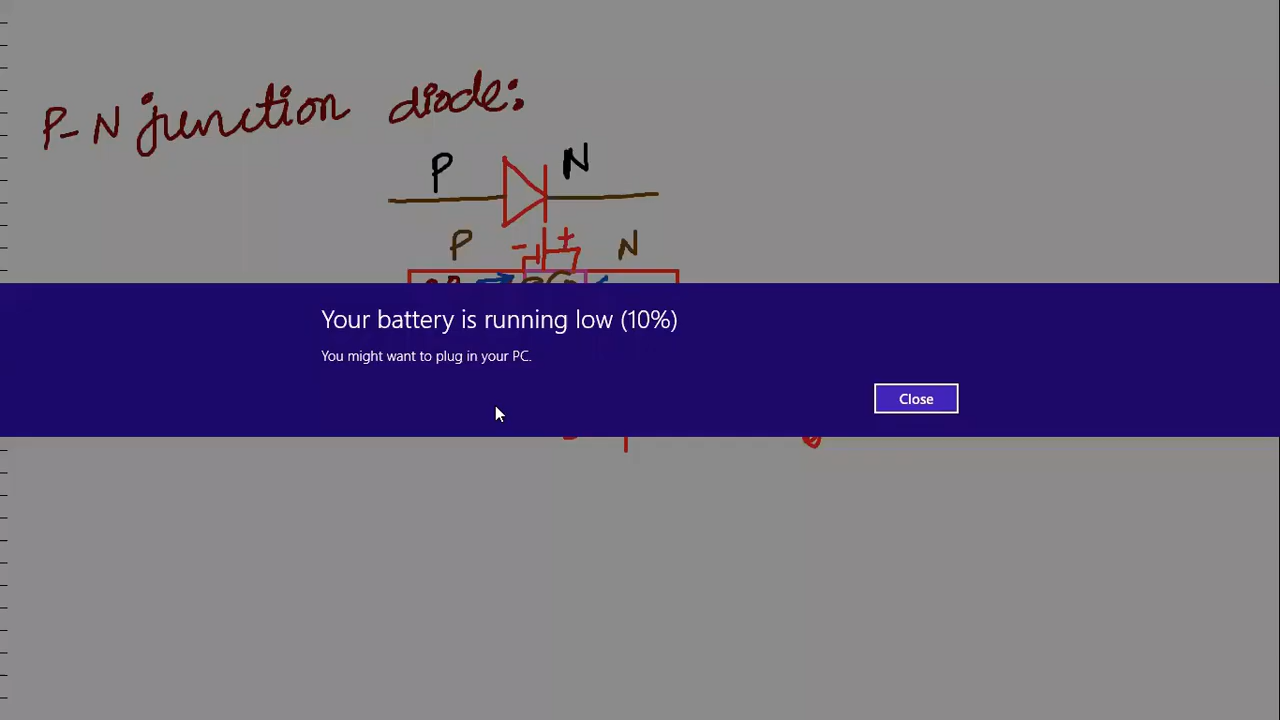 P-N junction diode:
P N
P - + N
Your battery is running low (10%)
You might want to plug in your PC.
Close